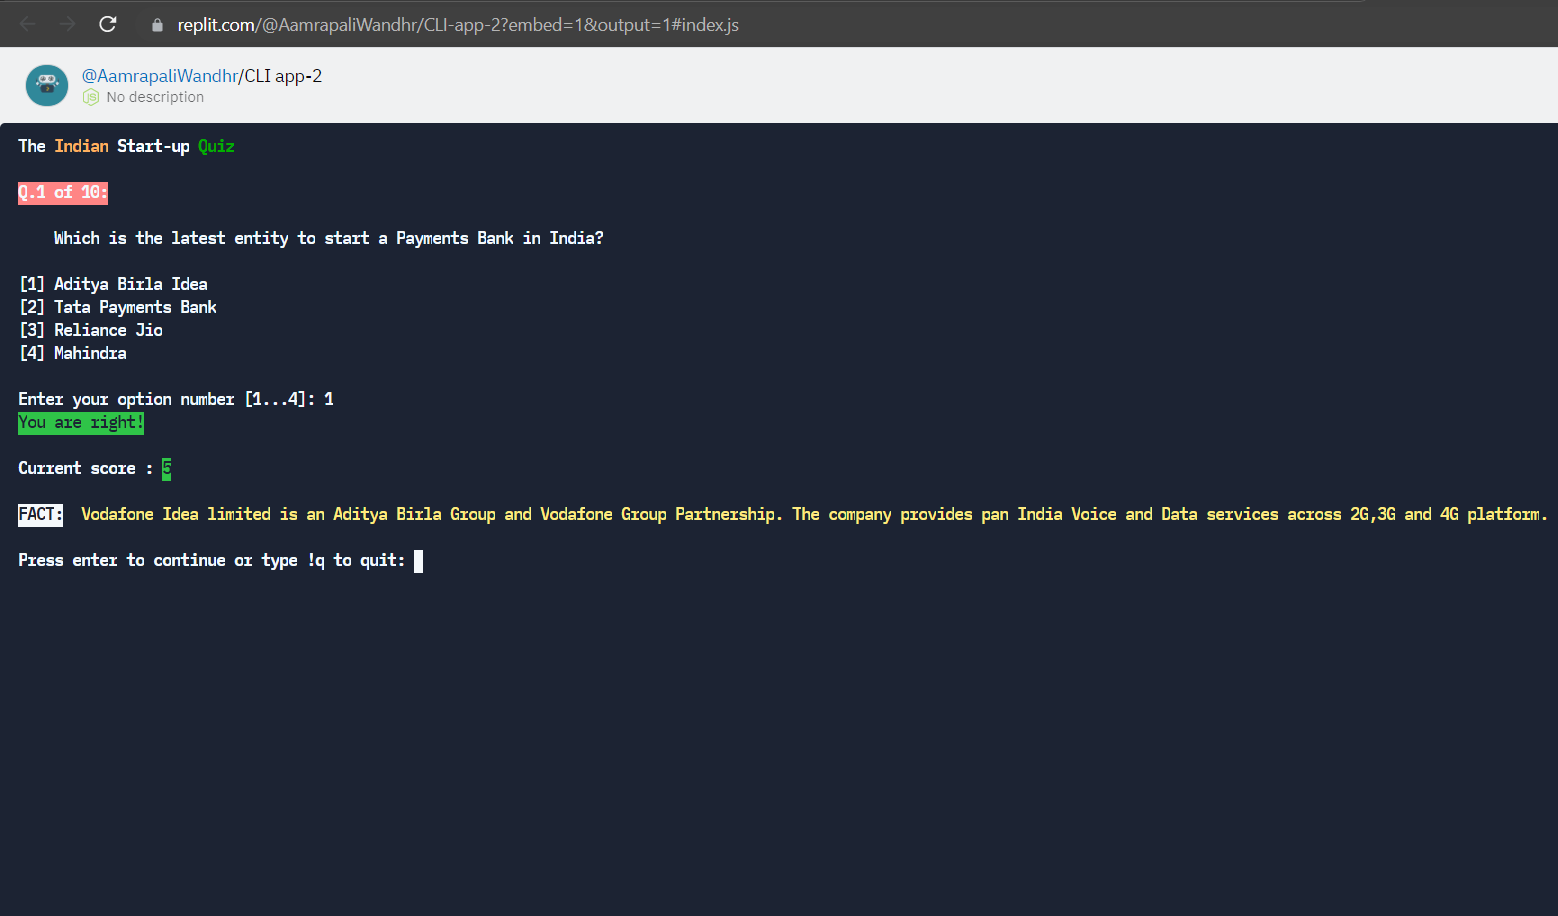 replit.com/@AamrapaliWandhr/CLI-app-2?embed=1&output=1#index.js
@AamrapaliWandhr/CLI app-2
No description
The Indian Start-up Quiz
Q.1 of 10:
Which is the latest entity to start a Payments Bank in India?
[1] Aditya Birla Idea
[2] Tata Payments Bank
[3] Reliance Jio
[4] Mahindra
Enter your option number [1...4]: 1
You are right!
Current score : 5
FACT: Vodafone Idea limited is an Aditya Birla Group and Vodafone Group Partnership. The company provides pan India Voice and Data services across 2G,3G and 4G platform.
Press enter to continue or type !q to quit: